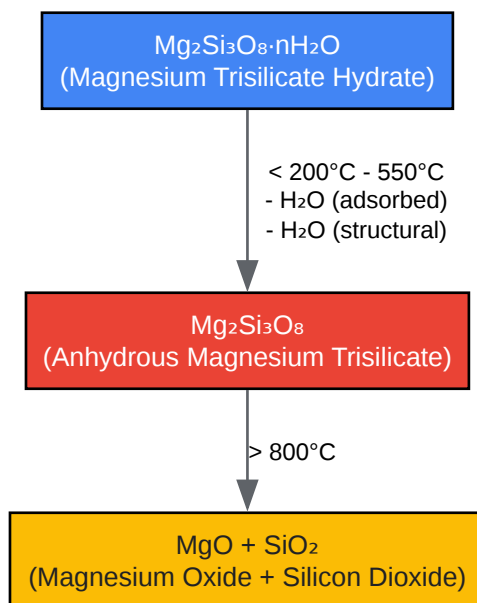 Mg₂Si₃O₈·nH₂O
(Magnesium Trisilicate Hydrate)
< 200°C - 550°C
- H₂O (adsorbed)
- H₂O (structural)
Mg₂Si₃O₈
(Anhydrous Magnesium Trisilicate)
> 800°C
MgO + SiO₂
(Magnesium Oxide + Silicon Dioxide)